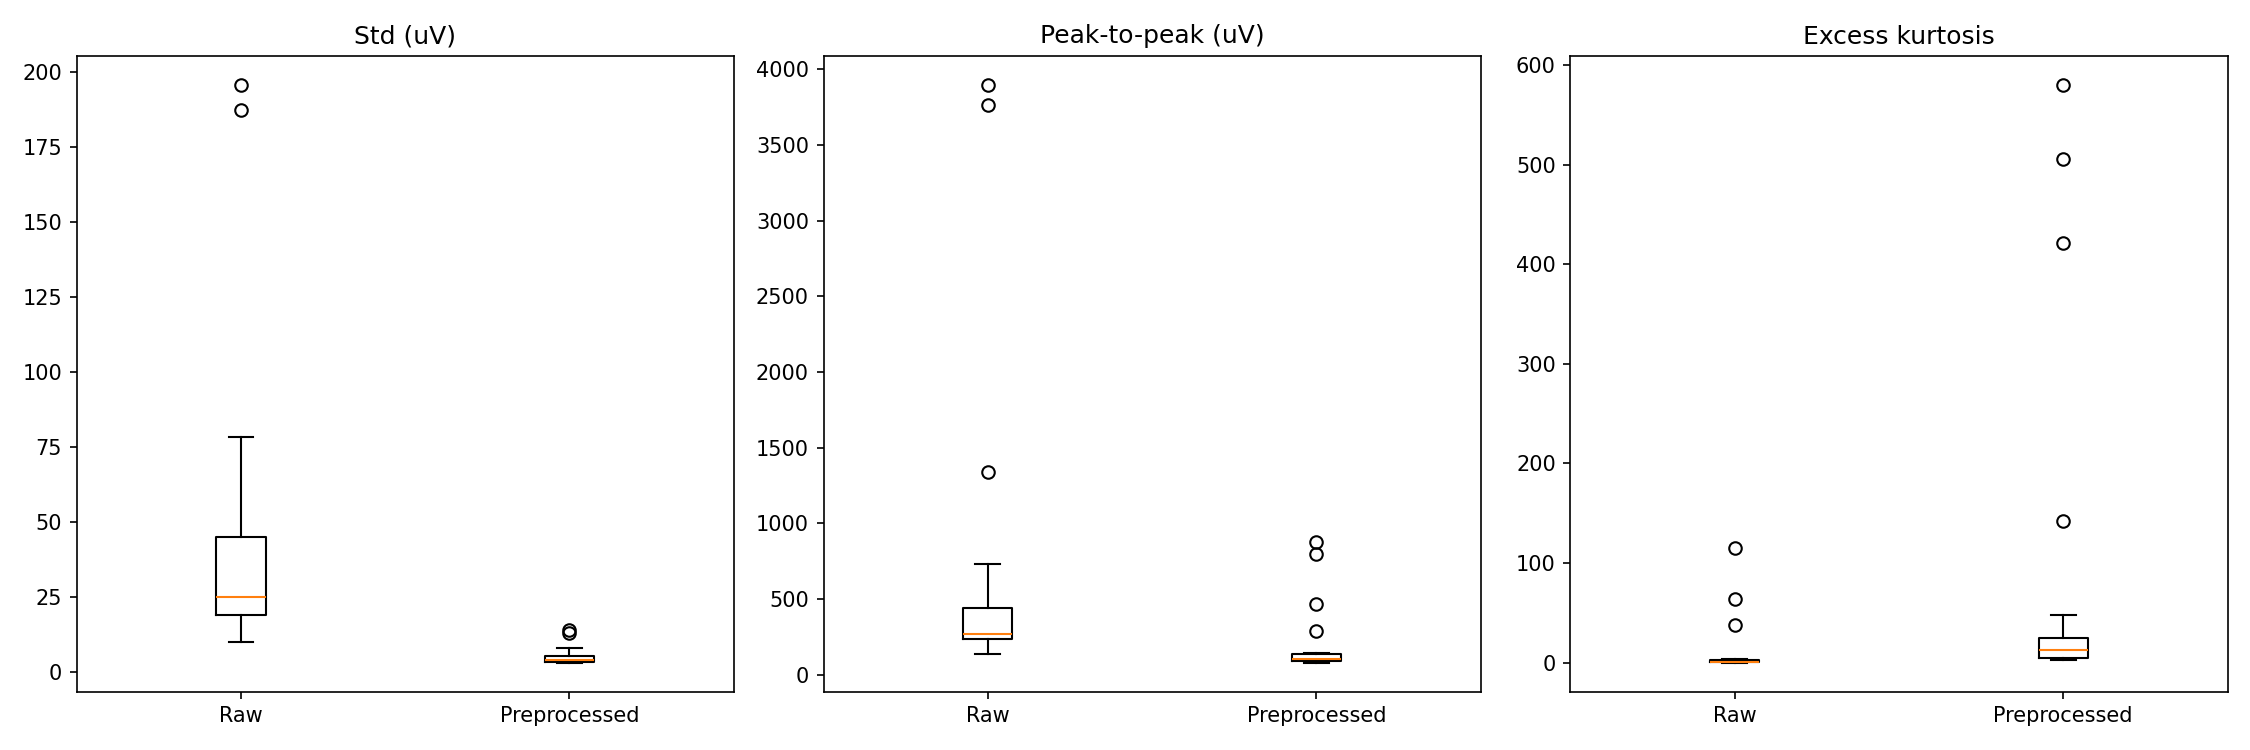 Std (uV)
200
175
150
125
100
75
50
25
0
Raw
Preprocessed
Peak-to-peak (uV)
4000
3500
3000
2500
2000
1500
1000
500
0
Raw
Preprocessed
Excess kurtosis
600
500
400
300
200
100
0
Raw
Preprocessed